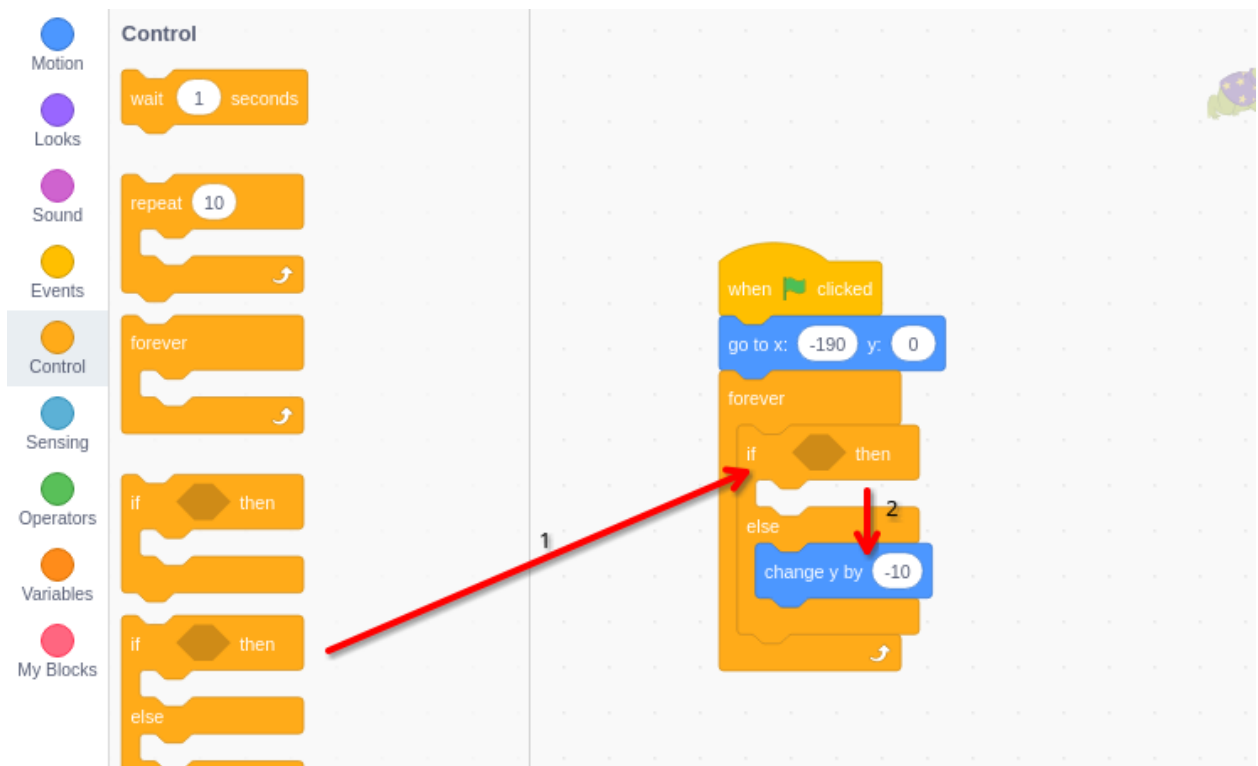 Motion
Looks
Sound
Events
Control
Sensing
Operators
Variables
My Blocks
Control
wait 1 seconds
repeat 10
forever
if then
if then
else
when clicked
go to x: -190 y: 0
forever
if then
else
change y by -10
1
2